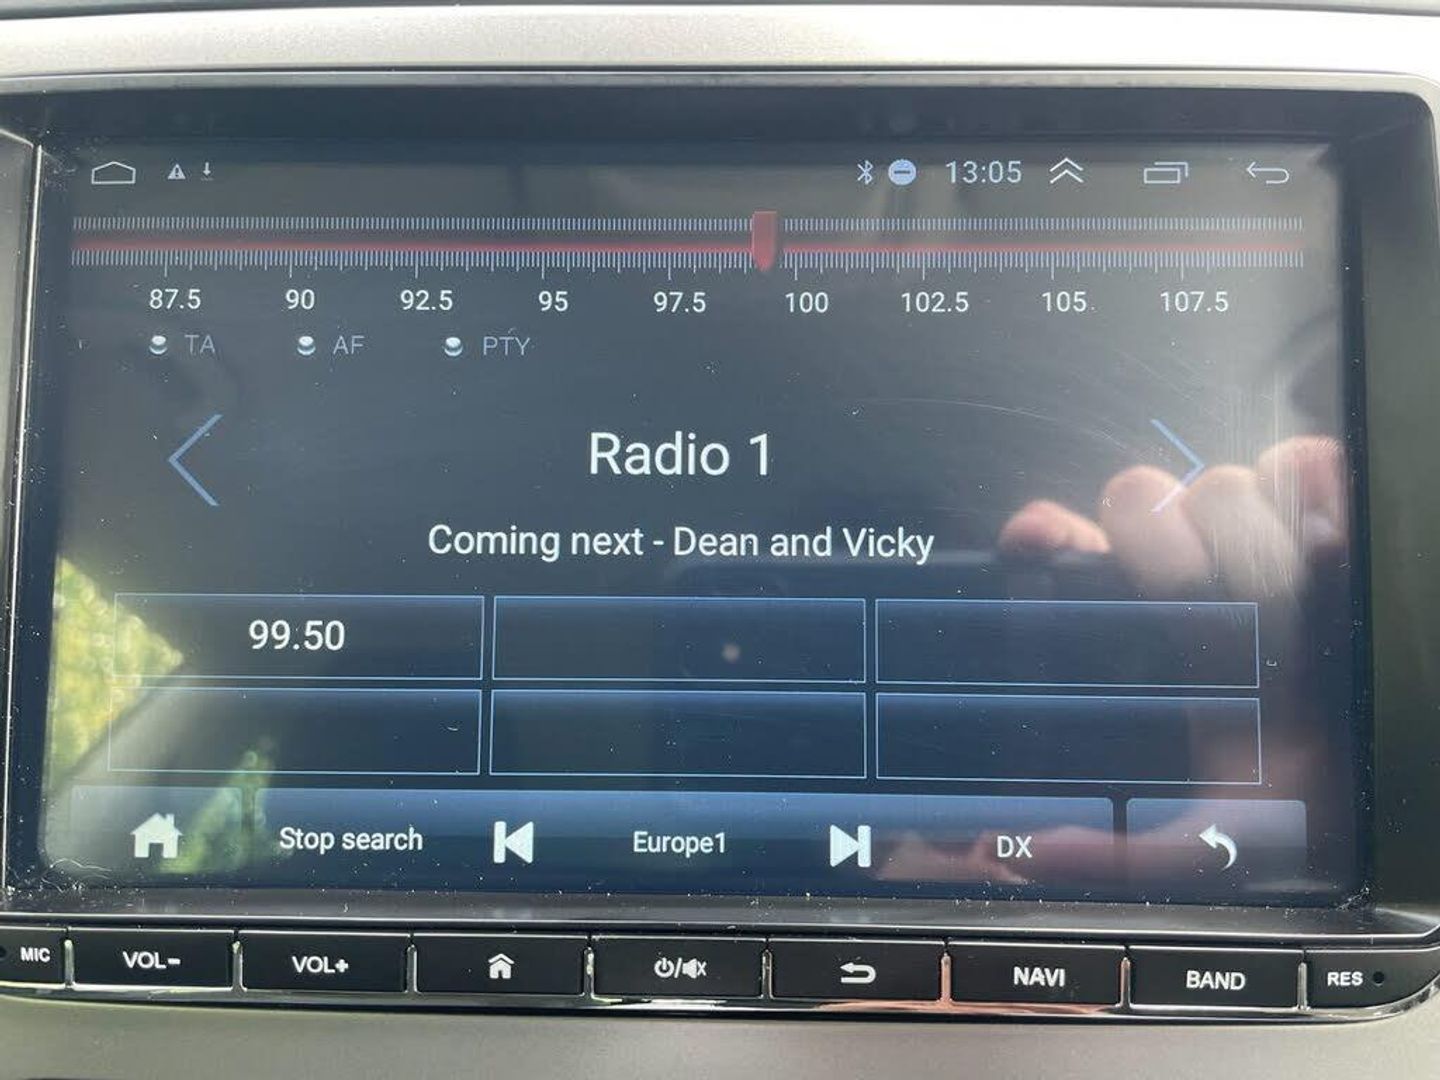 13:05
87.5 90 92.5 95 97.5 100 102.5 105 107.5
TA AF PTY
Radio 1
Coming next - Dean and Vicky
99.50
Stop search Europe1 DX
MIC VOL- VOL+ NAVI BAND RES